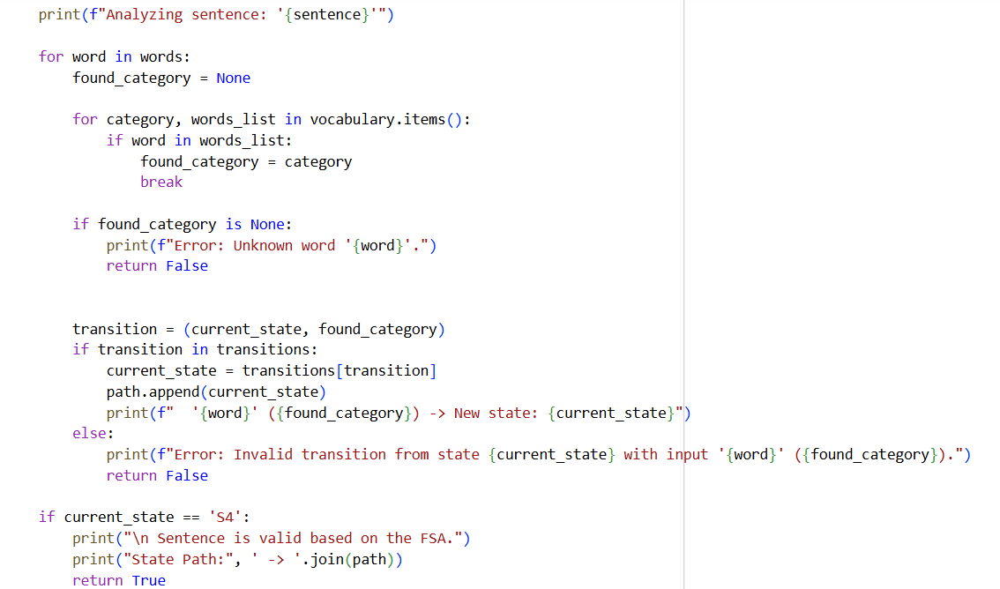 print(f"Analyzing sentence: '{sentence}'")
for word in words:
    found_category = None
    for category, words_list in vocabulary.items():
        if word in words_list:
            found_category = category
            break
    if found_category is None:
        print(f"Error: Unknown word '{word}'.")
        return False
    transition = (current_state, found_category)
    if transition in transitions:
        current_state = transitions[transition]
        path.append(current_state)
        print(f"  '{word}' ({found_category}) -> New state: {current_state}")
    else:
        print(f"Error: Invalid transition from state {current_state} with input '{word}' ({found_category}).")
        return False
if current_state == 'S4':
    print("\n Sentence is valid based on the FSA.")
    print("State Path:", ' -> '.join(path))
    return True